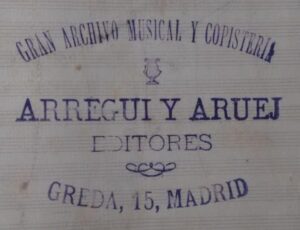 GRAN ARCHIVO MUSICAL Y COPISTERIA
ARREGUI Y ARUEJ
EDITORES
GREDA, 15, MADRID